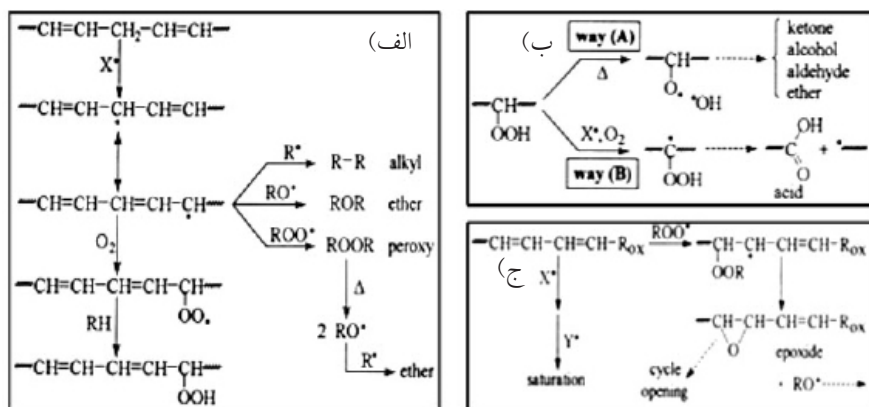 الف)
━CH=CH-CH₂-CH=CH━
X•
━CH=CH-CH-CH=CH━
•
━CH=CH-CH=CH-CH━
•
R•
R-R alkyl
RO•
ROR ether
ROO•
ROOR peroxy
Δ
2 RO•
R•
ether
O₂
━CH=CH-CH=CH-CH━
OO•
RH
━CH=CH-CH=CH-CH━
OOH
ب)
━CH━
OOH
way (A)
Δ
━CH━
O• •OH
ketone
alcohol
aldehyde
ether
X•,O₂
way (B)
━C━
•
OOH
OH
C
O
+ •━
acid
ج)
━CH=CH-CH=CH-Rox
ROO•
━CH-CH-CH=CH-Rox
•
OOR
X•
Y•
saturation
━CH-CH-CH=CH-Rox
O
epoxide
cycle
opening
• RO•